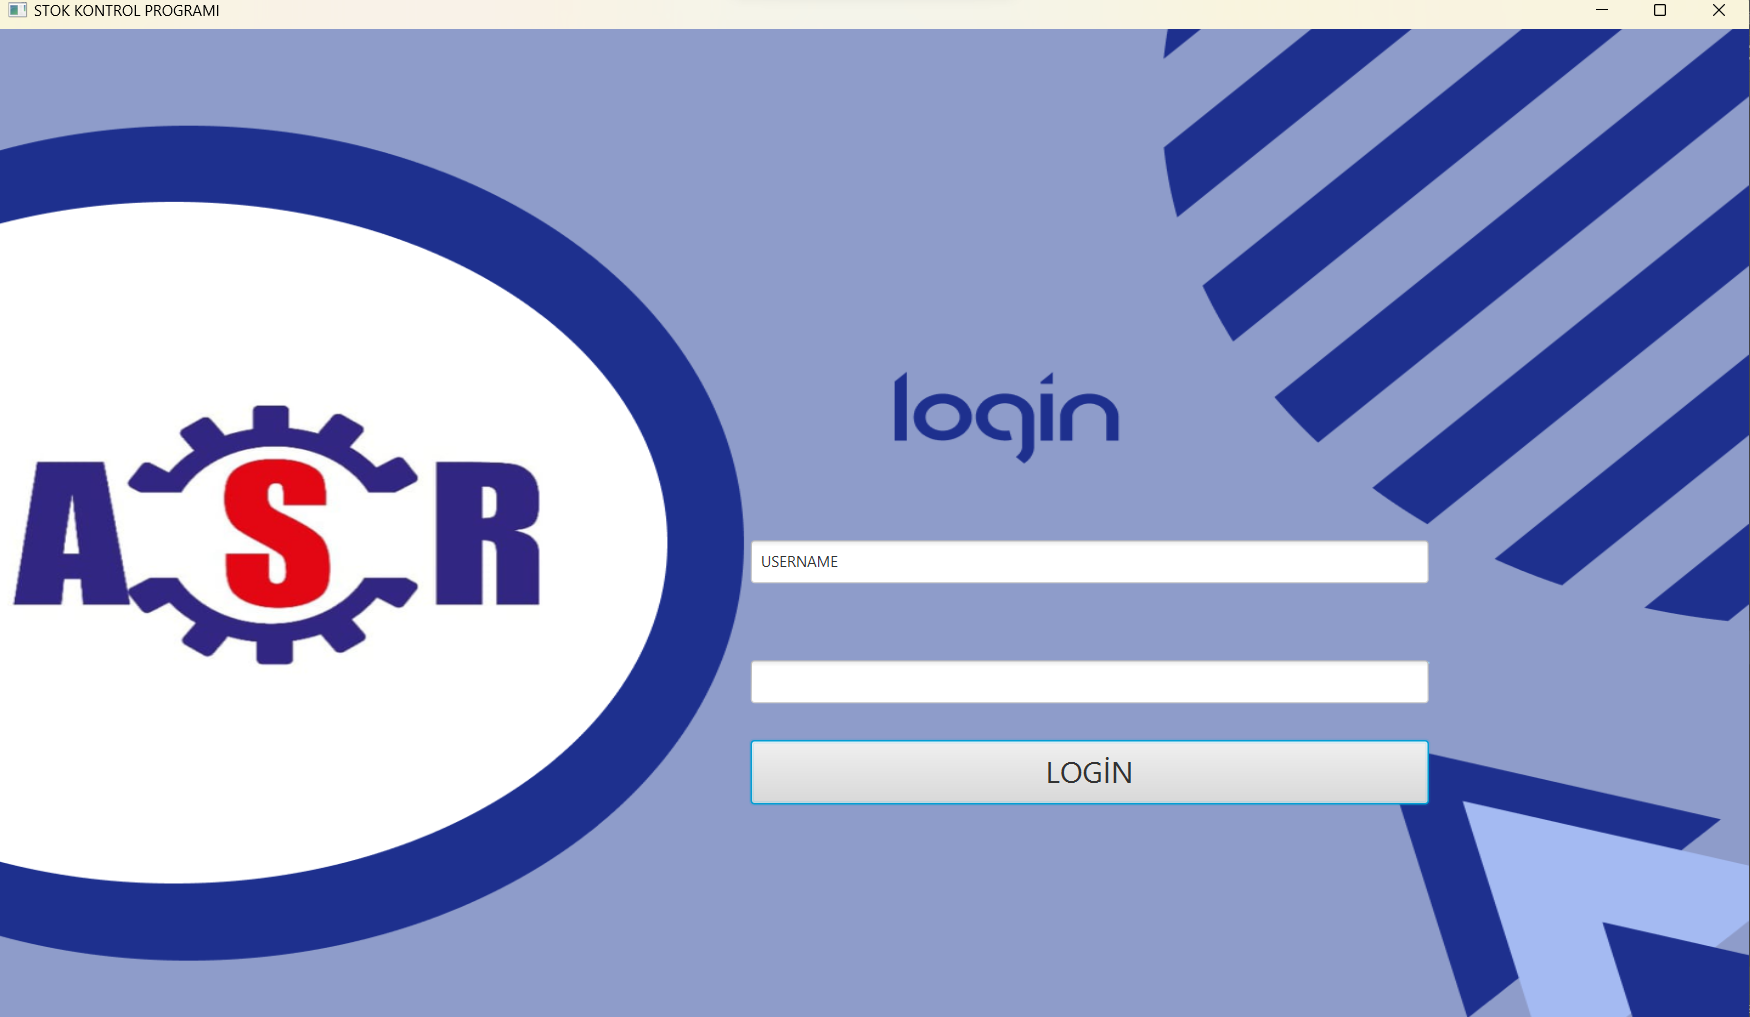 STOK KONTROL PROGRAMI
ASR
login
USERNAME
LOGİN